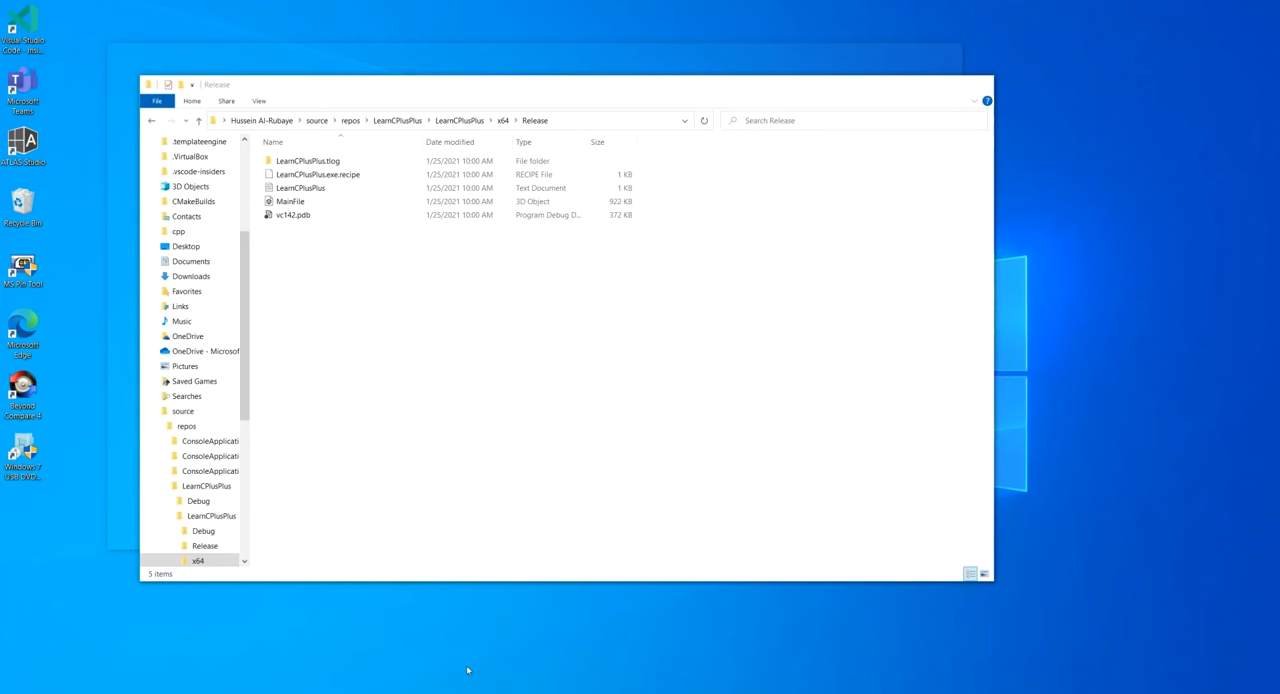 Visual Studio
Code - Insi...
Microsoft
Teams
ATLAS Studio
Recycle Bin
MS Pin Tool
Microsoft
Edge
Beyond
Compare 4
Windows 7
USB DVD...
Release
File Home Share View
Hussein Al-Rubaye > source > repos > LearnCPlusPlus > LearnCPlusPlus > x64 > Release
Search Release
.templateengine
.VirtualBox
.vscode-insiders
3D Objects
CMakeBuilds
Contacts
cpp
Desktop
Documents
Downloads
Favorites
Links
Music
OneDrive
OneDrive - Microsof
Pictures
Saved Games
Searches
source
repos
ConsoleApplicati
ConsoleApplicati
ConsoleApplicati
LearnCPlusPlus
Debug
LearnCPlusPlus
Debug
Release
x64
Name Date modified Type Size
LearnCPlusPlus.tlog 1/25/2021 10:00 AM File folder
LearnCPlusPlus.exe.recipe 1/25/2021 10:00 AM RECIPE File 1 KB
LearnCPlusPlus 1/25/2021 10:00 AM Text Document 1 KB
MainFile 1/25/2021 10:00 AM 3D Object 922 KB
vc142.pdb 1/25/2021 10:00 AM Program Debug D... 372 KB
5 items